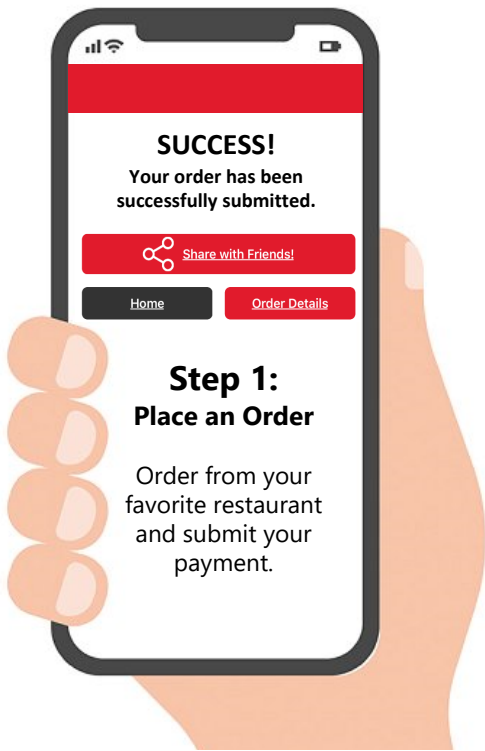 SUCCESS!
Your order has been
successfully submitted.
Share with Friends!
Home
Order Details
Step 1:
Place an Order
Order from your
favorite restaurant
and submit your
payment.